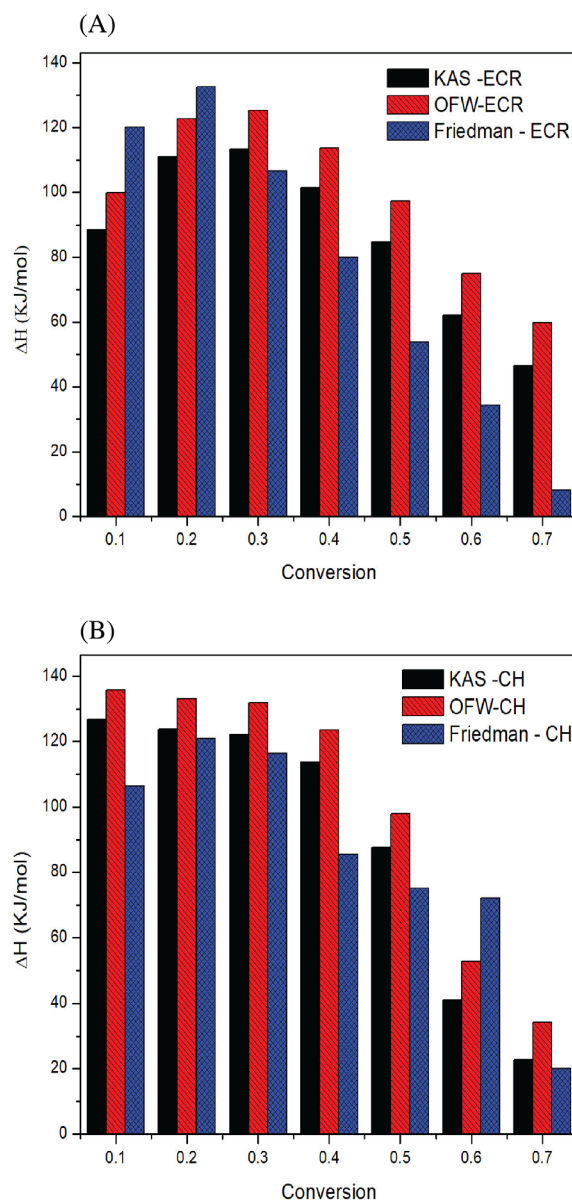 (A)
140
120
100
80
60
40
20
0
ΔH (KJ/mol)
KAS -ECR
OFW-ECR
Friedman - ECR
0.1 0.2 0.3 0.4 0.5 0.6 0.7
Conversion
(B)
140
120
100
80
60
40
20
0
ΔH (KJ/mol)
KAS -CH
OFW-CH
Friedman - CH
0.1 0.2 0.3 0.4 0.5 0.6 0.7
Conversion